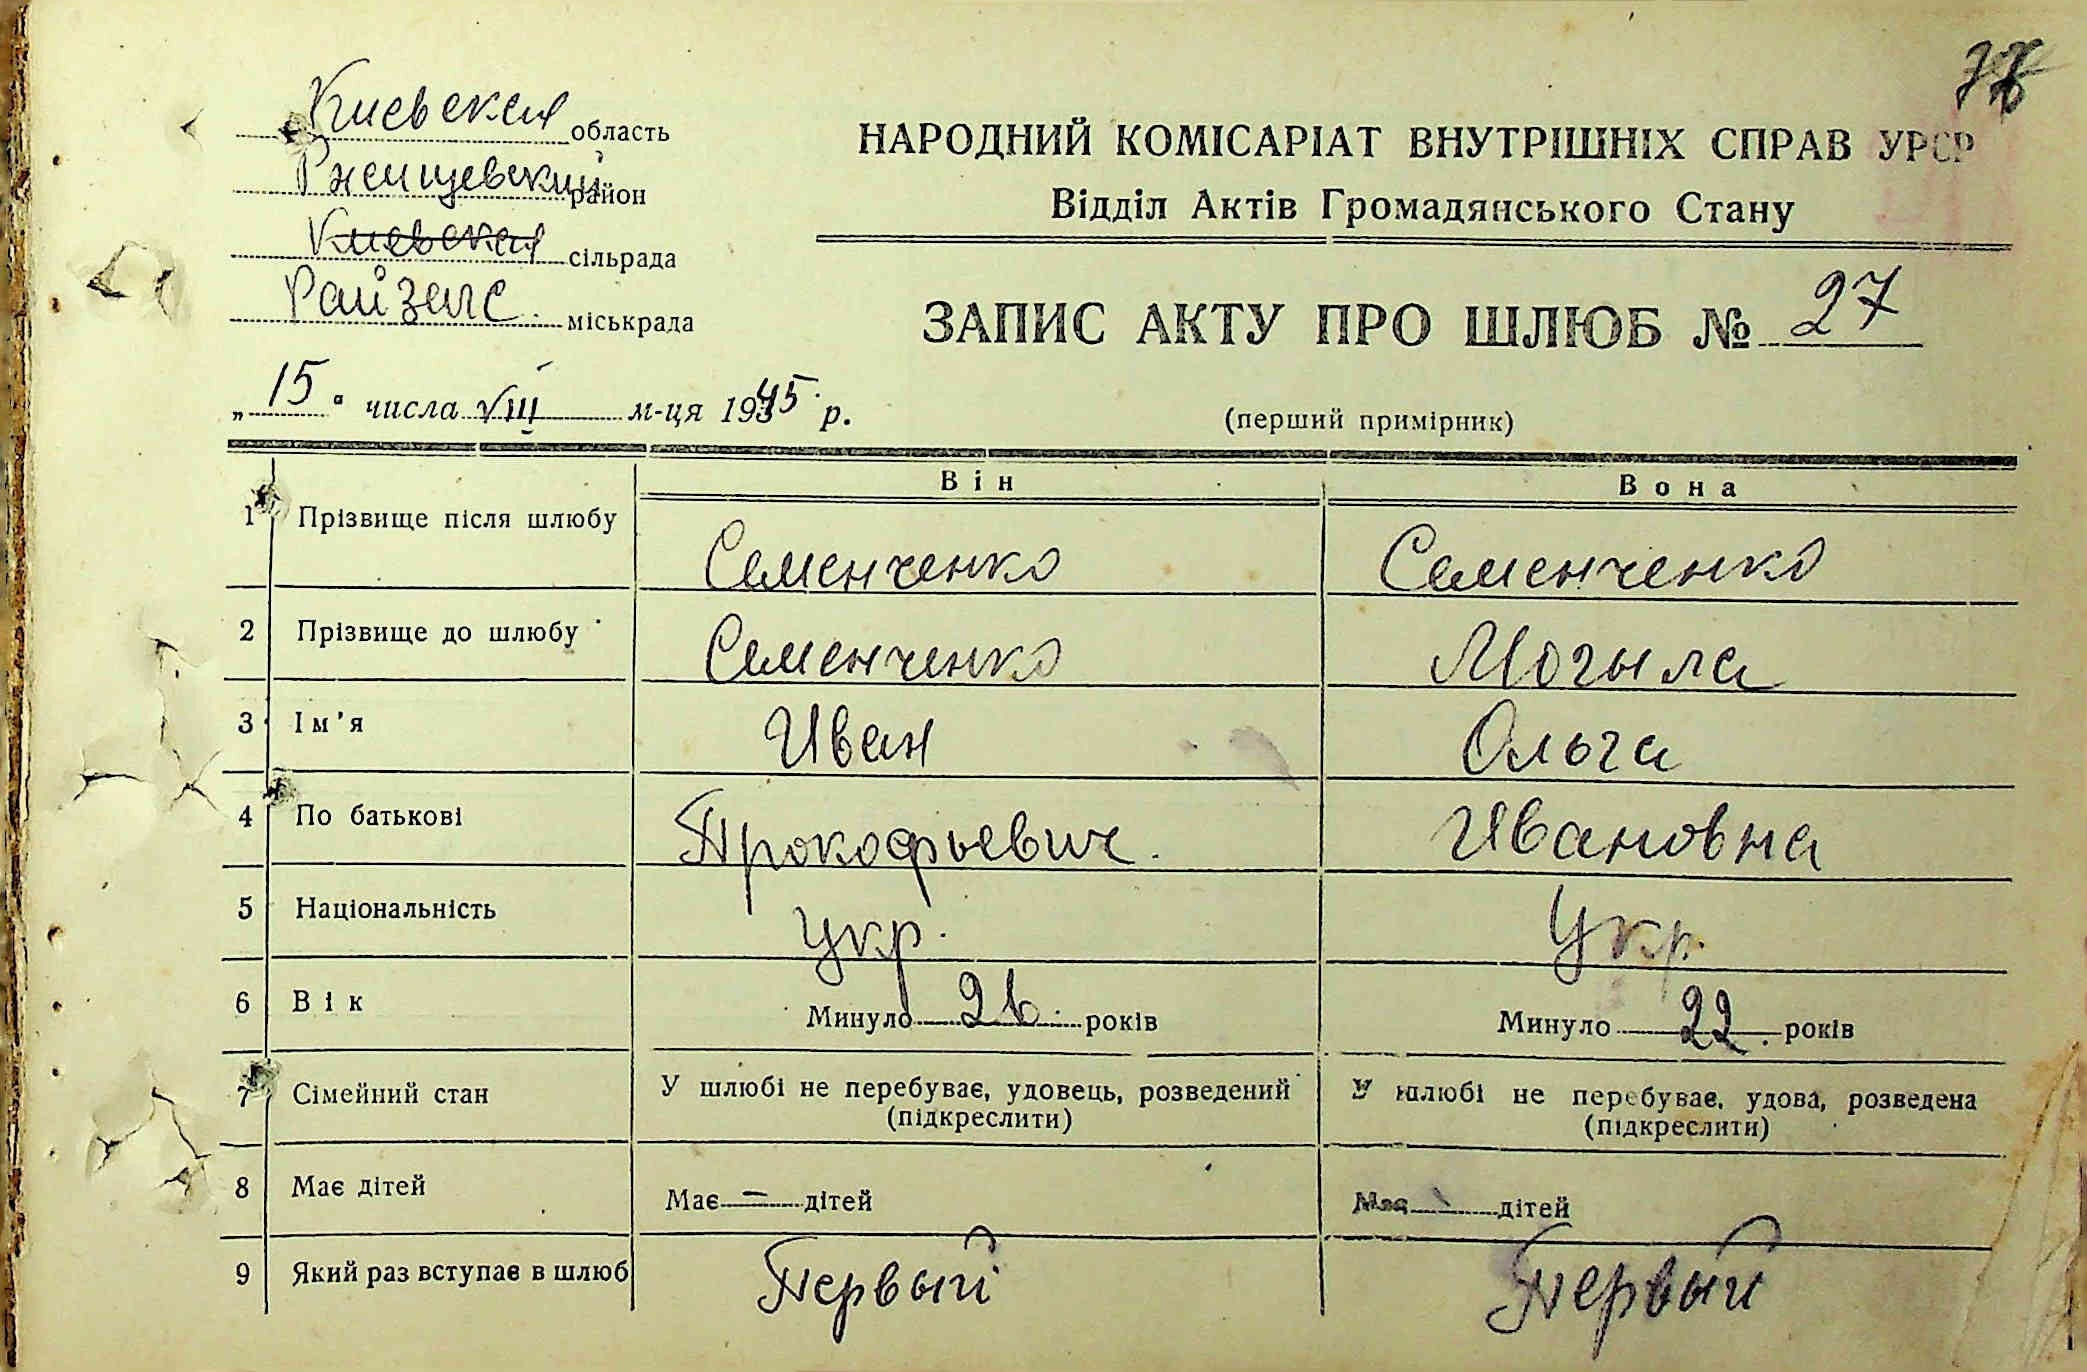 Киевская область
Ржищевский район
Киевская сільрада
Райзагс. міськрада
НАРОДНИЙ КОМІСАРІАТ ВНУТРІШНІХ СПРАВ УРСР
Відділ Актів Громадянського Стану
ЗАПИС АКТУ ПРО ШЛЮБ № 27
„15“ числа VIII м-ця 1945 р.
(перший примірник)
Він Вона
1 Прізвище після шлюбу Семенченко Семенченко
2 Прізвище до шлюбу Семенченко Могыла
3 Ім'я Иван Ольга
4 По батькові Прокофьевич. Ивановна
5 Національність Укр. Укр.
6 Вік Минуло 26 років Минуло 22 років
7 Сімейний стан У шлюбі не перебуває, удовець, розведений У шлюбі не перебуває, удова, розведена
(підкреслити) (підкреслити)
8 Має дітей Має – дітей Має - дітей
9 Який раз вступає в шлюб Первый Первый